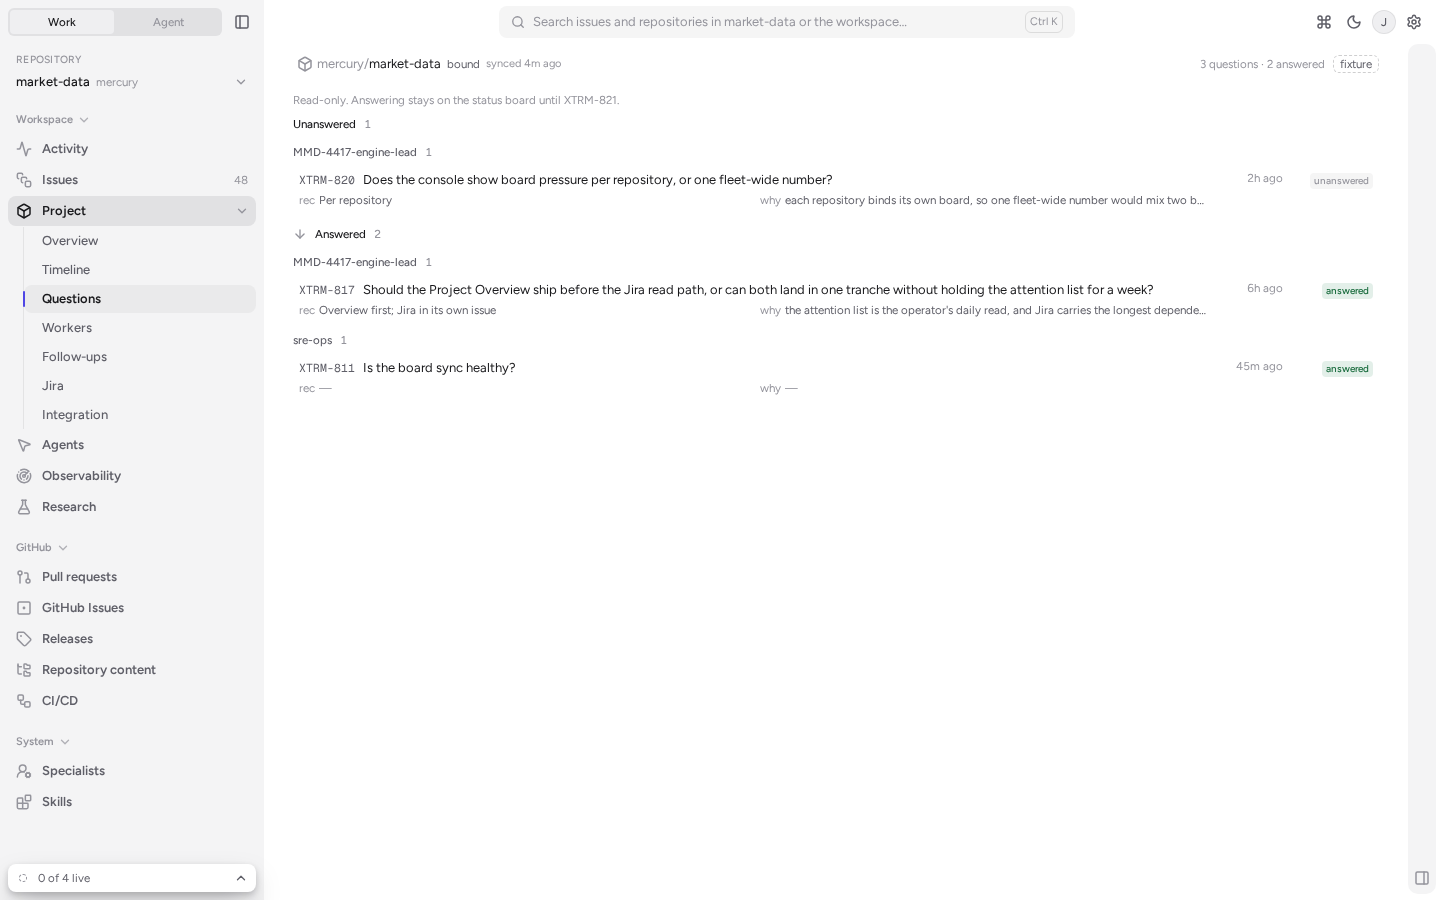 Work
Agent
Search issues and repositories in market-data or the workspace...
Ctrl K
J
REPOSITORY
market-data mercury
Workspace
Activity
Issues 48
Project
Overview
Timeline
Questions
Workers
Follow-ups
Jira
Integration
Agents
Observability
Research
GitHub
Pull requests
GitHub Issues
Releases
Repository content
CI/CD
System
Specialists
Skills
0 of 4 live
mercury/market-data bound synced 4m ago
3 questions · 2 answered fixture
Read-only. Answering stays on the status board until XTRM-821.
Unanswered 1
MMD-4417-engine-lead 1
XTRM-820 Does the console show board pressure per repository, or one fleet-wide number? 2h ago unanswered
rec Per repository why each repository binds its own board, so one fleet-wide number would mix two b...
Answered 2
MMD-4417-engine-lead 1
XTRM-817 Should the Project Overview ship before the Jira read path, or can both land in one tranche without holding the attention list for a week? 6h ago answered
rec Overview first; Jira in its own issue why the attention list is the operator's daily read, and Jira carries the longest depende...
sre-ops 1
XTRM-811 Is the board sync healthy? 45m ago answered
rec — why —